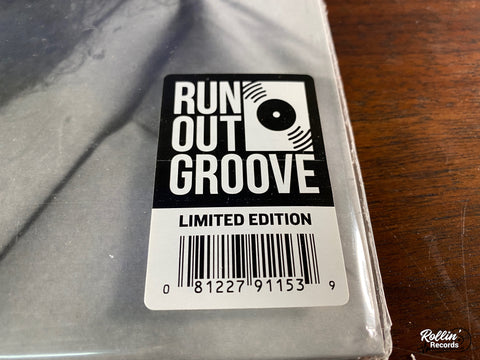 RUN
OUT
GROOVE
LIMITED EDITION
0 81227 91153 9
Rollin'
Records